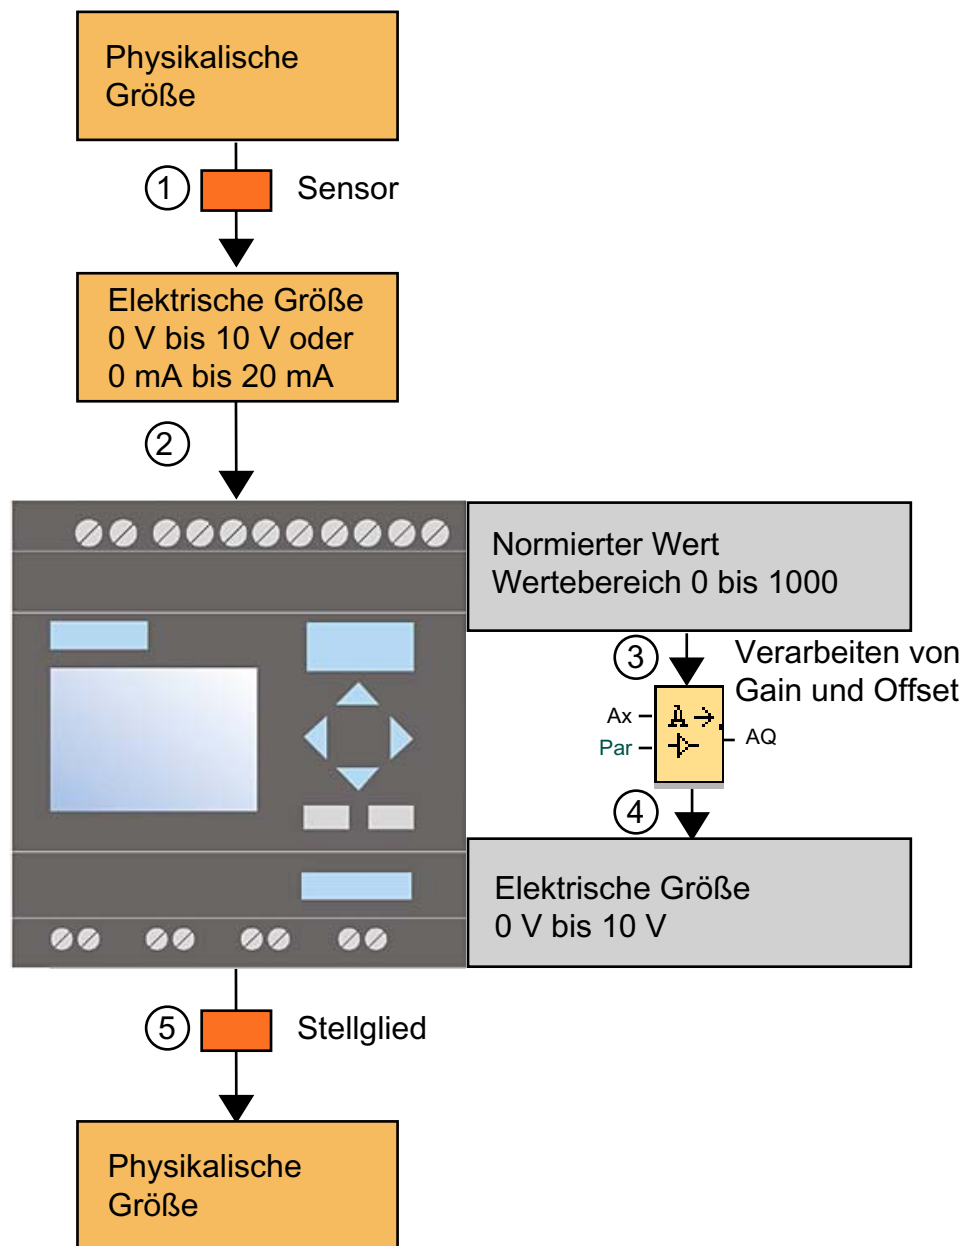 Physikalische
Größe
1
Sensor
Elektrische Größe
0 V bis 10 V oder
0 mA bis 20 mA
2
Normierter Wert
Wertebereich 0 bis 1000
3
Verarbeiten von
Gain und Offset
Ax
A
Par
AQ
4
Elektrische Größe
0 V bis 10 V
5
Stellglied
Physikalische
Größe